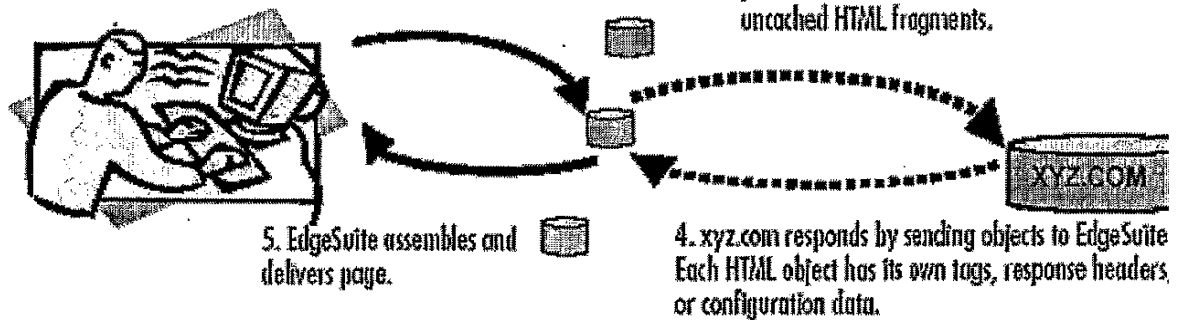 uncached HTML fragments.
XYZ.COM
5. EdgeSuite assembles and
delivers page.
4. xyz.com responds by sending objects to EdgeSuite
Each HTML object has its own tags, response headers,
or configuration data.